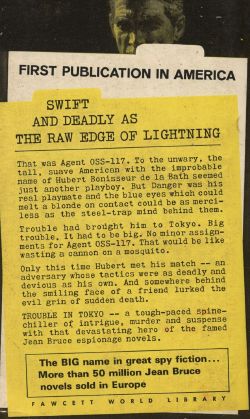 FIRST PUBLICATION IN AMERICA
SWIFT
AND DEADLY AS
THE RAW EDGE OF LIGHTNING
That was Agent OSS-117. To the unwary, the
tall, suave American with the improbable
name of Hubert Bonisseur de la Bath seemed
just another playboy. But Danger was his
real playmate and the blue eyes which could
melt a blonde on contact could be as merci-
less as the steel-trap mind behind them.
Trouble had brought him to Tokyo. Big
trouble, It had to be big. No minor assign-
ments for Agent OSS-117. That would be like
wasting a cannon on a mosquito.
Only this time Hubert met his match -- an
adversary whose tactics were as deadly and
devious as his own. And somewhere behind
the smiling face of a friend lurked the
evil grin of sudden death.
TROUBLE IN TOKYO -- a tough-paced spine-
chiller of intrigue, murder and suspense
with that devastating hero of the famed
Jean Bruce espionage novels.
The BIG name in great spy fiction...
More than 50 million Jean Bruce
novels sold in Europe
FAWCETT WORLD LIBRARY